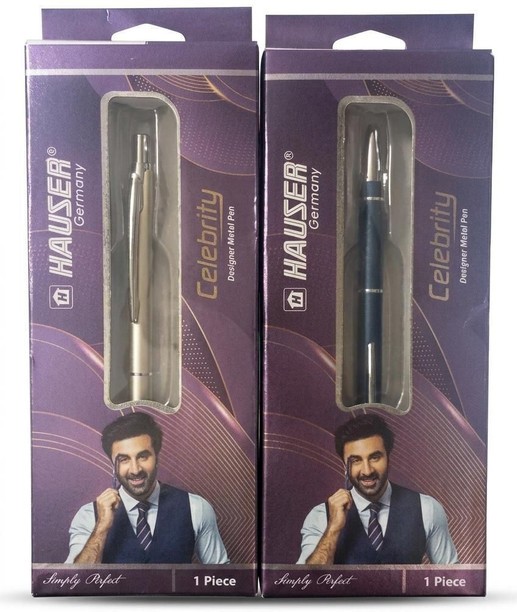 HAUSER®
Germany
Celebrity
Designer Metal Pen
Simply Perfect
1 Piece
HAUSER®
Germany
Celebrity
Designer Metal Pen
Simply Perfect
1 Piece